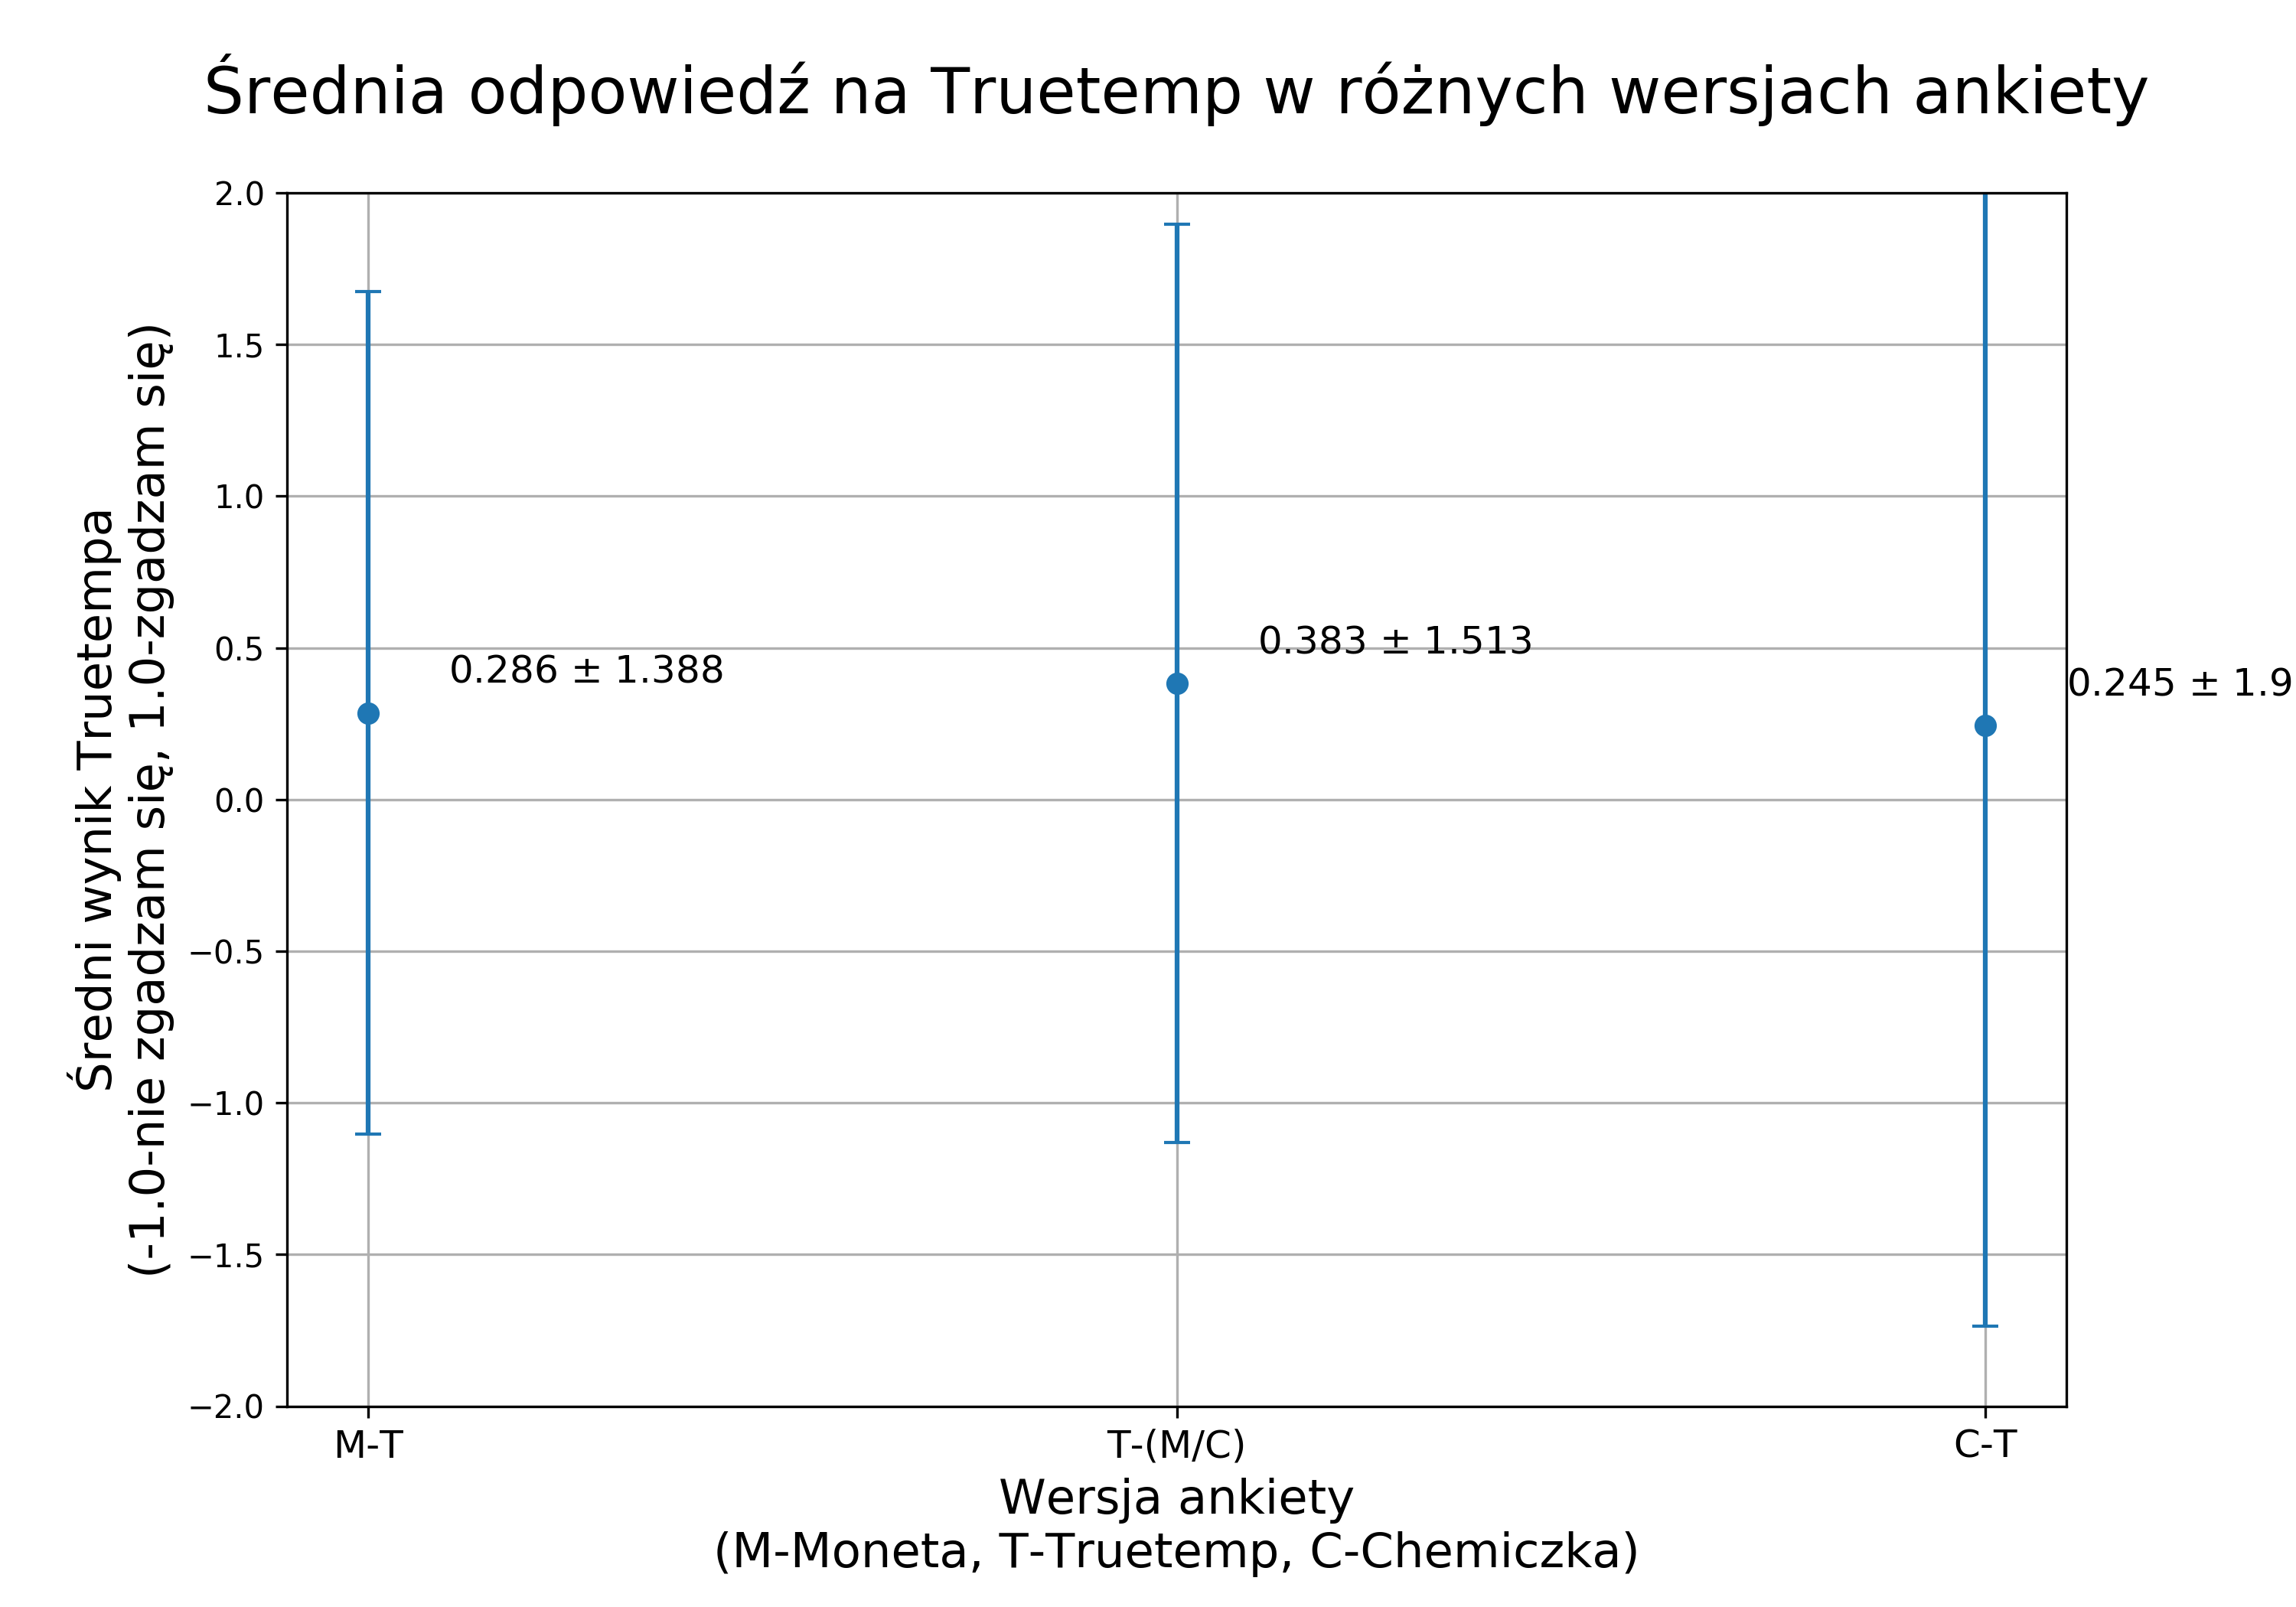 Średnia odpowiedź na Truetemp w różnych wersjach ankiety
Średni wynik Truetempa
(-1.0-nie zgadzam się, 1.0-zgadzam się)
2.0
1.5
1.0
0.5
0.0
−0.5
−1.0
−1.5
−2.0
0.286 ± 1.388
0.383 ± 1.513
0.245 ± 1.9
M-T
T-(M/C)
C-T
Wersja ankiety
(M-Moneta, T-Truetemp, C-Chemiczka)